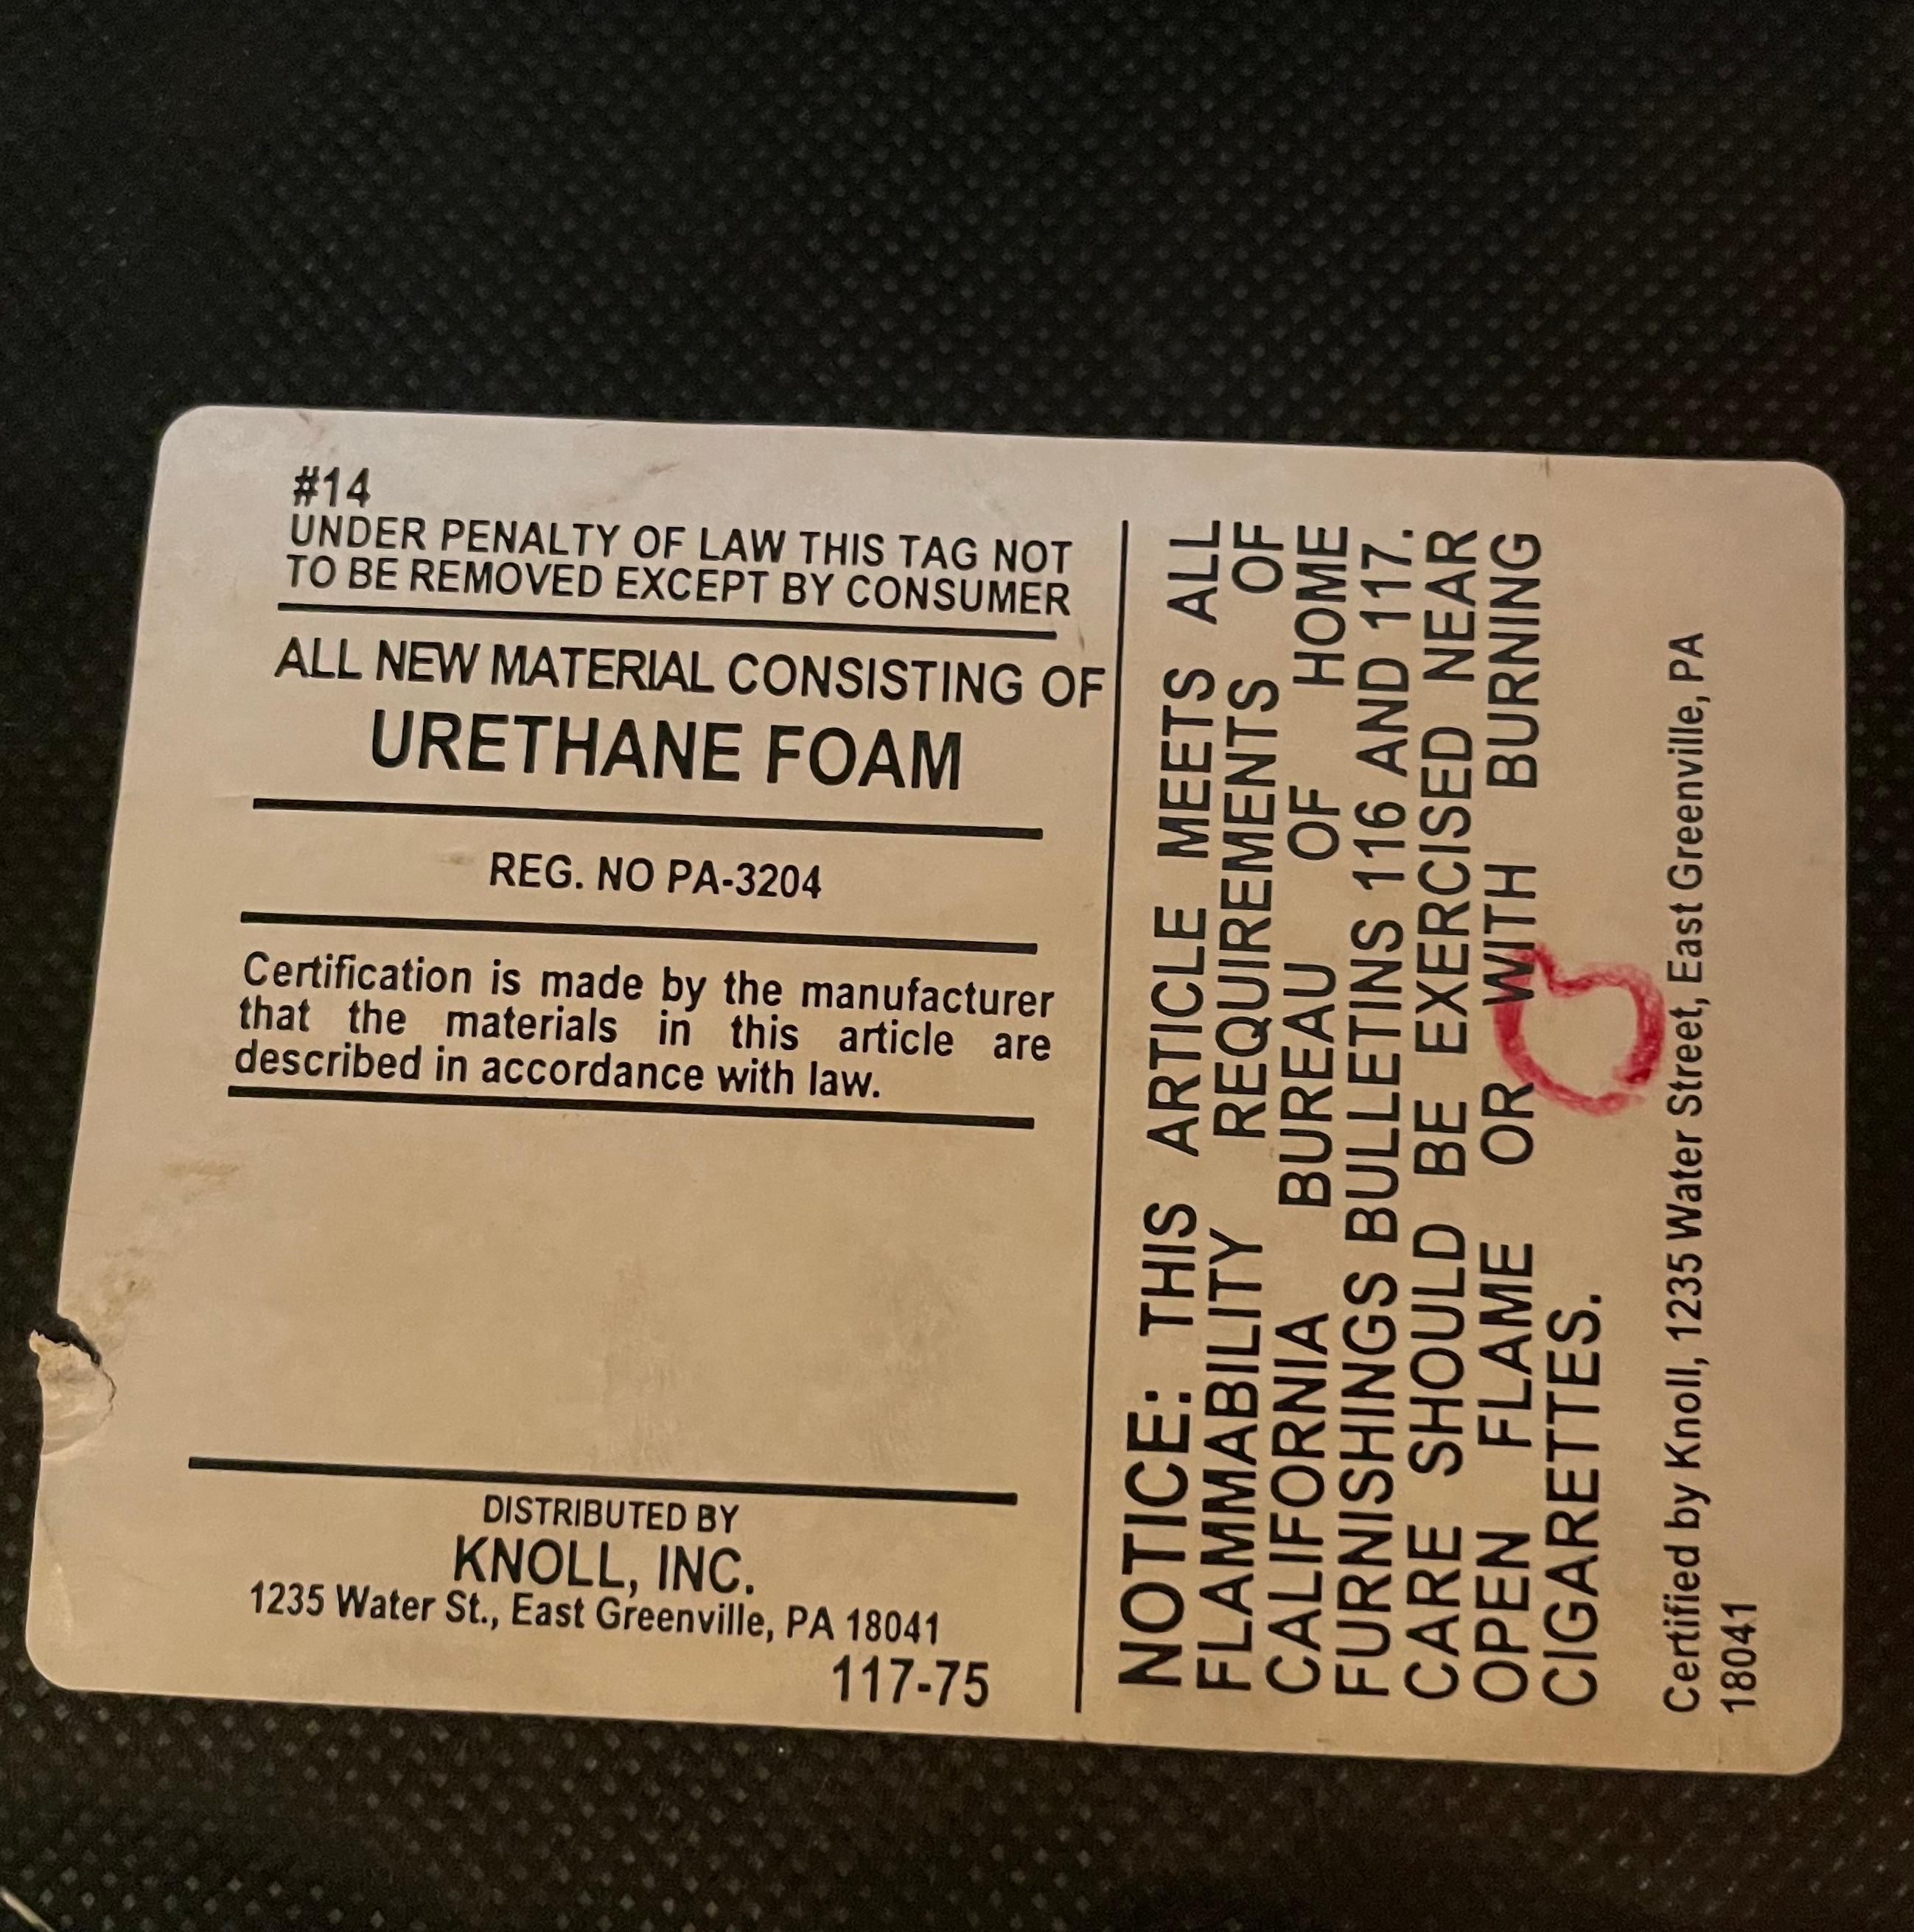 #14
UNDER PENALTY OF LAW THIS TAG NOT
TO BE REMOVED EXCEPT BY CONSUMER
ALL NEW MATERIAL CONSISTING OF
URETHANE FOAM
REG. NO PA-3204
Certification is made by the manufacturer
that the materials in this article are
described in accordance with law.
DISTRIBUTED BY
KNOLL, INC.
1235 Water St., East Greenville, PA 18041
117-75
NOTICE: THIS ARTICLE MEETS ALL
FLAMMABILITY REQUIREMENTS OF
CALIFORNIA BUREAU OF HOME
FURNISHINGS BULLETINS 116 AND 117.
CARE SHOULD BE EXERCISED NEAR
OPEN FLAME OR WITH BURNING
CIGARETTES.
Certified by Knoll, 1235 Water Street, East Greenville, PA
18041